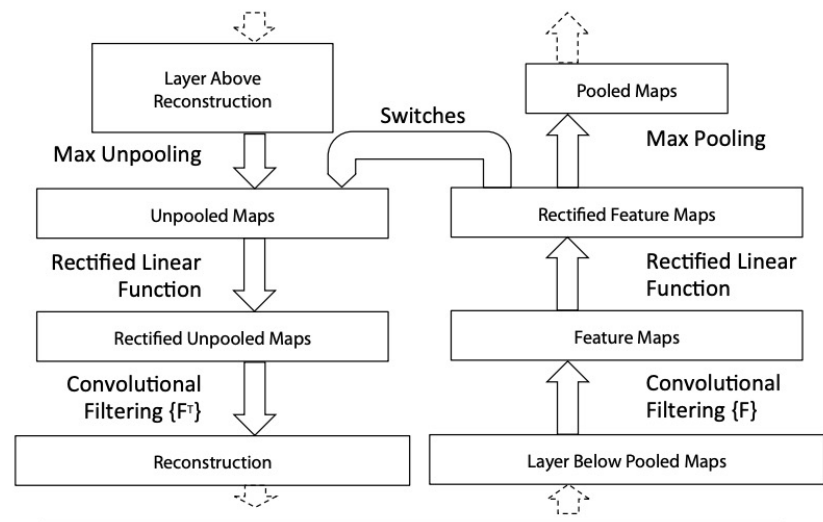 Layer Above
Reconstruction
Max Unpooling
Unpooled Maps
Rectified Linear
Function
Rectified Unpooled Maps
Convolutional
Filtering {Fᵀ}
Reconstruction
Switches
Pooled Maps
Max Pooling
Rectified Feature Maps
Rectified Linear
Function
Feature Maps
Convolutional
Filtering {F}
Layer Below Pooled Maps